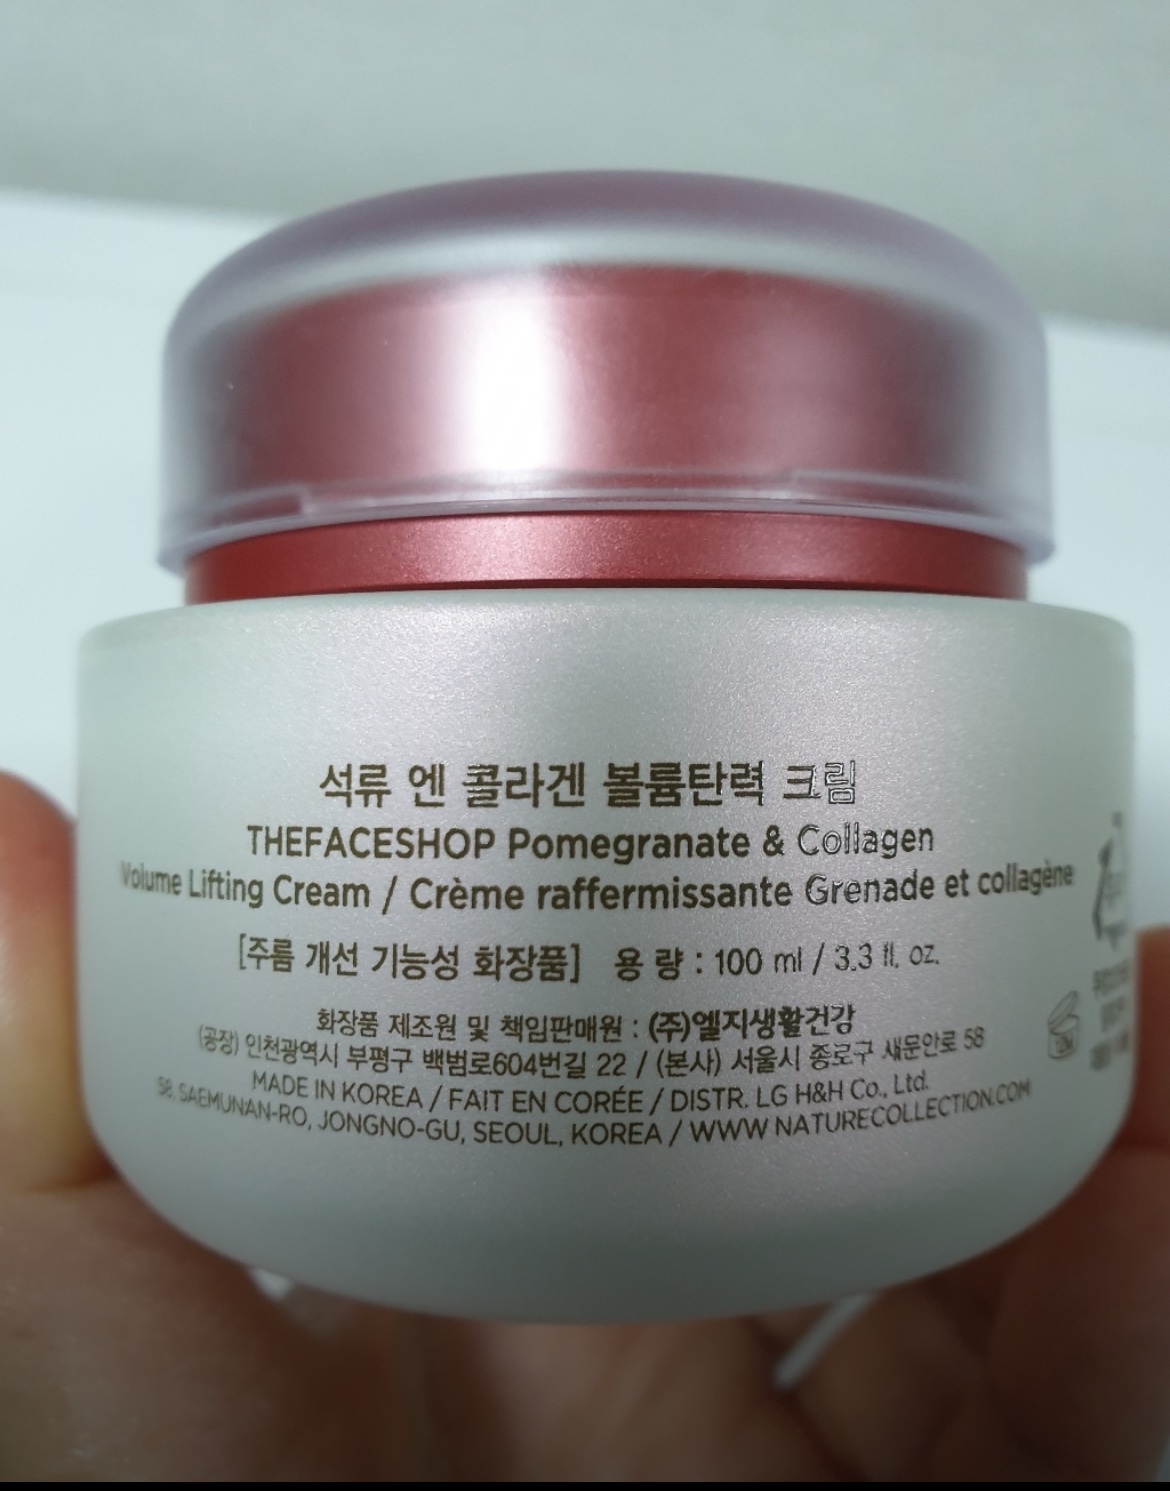 석류 엔 콜라겐 볼륨탄력 크림
THEFACESHOP Pomegranate & Collagen
Volume Lifting Cream / Crème raffermissante Grenade et collagène
[주름 개선 기능성 화장품] 용 량 : 100 ml / 3.3 fl. oz.
화장품 제조원 및 책임판매원 : (주)엘지생활건강
(공장) 인천광역시 부평구 백범로604번길 22 / (본사) 서울시 종로구 새문안로 58
MADE IN KOREA / FAIT EN CORÉE / DISTR. LG H&H Co., Ltd.
58, SAEMUNAN-RO, JONGNO-GU, SEOUL, KOREA / WWW NATURECOLLECTION.COM
12M